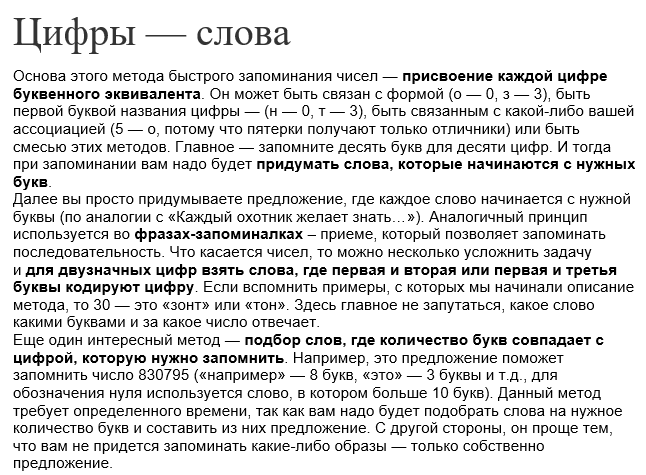 Цифры — слова
Основа этого метода быстрого запоминания чисел — присвоение каждой цифре
буквенного эквивалента. Он может быть связан с формой (о — 0, з — 3), быть
первой буквой названия цифры — (н — 0, т — 3), быть связанным с какой-либо вашей
ассоциацией (5 — о, потому что пятерки получают только отличники) или быть
смесью этих методов. Главное — запомните десять букв для десяти цифр. И тогда
при запоминании вам надо будет придумать слова, которые начинаются с нужных
букв.
Далее вы просто придумываете предложение, где каждое слово начинается с нужной
буквы (по аналогии с «Каждый охотник желает знать…»). Аналогичный принцип
используется во фразах-запоминалках – приеме, который позволяет запоминать
последовательность. Что касается чисел, то можно несколько усложнить задачу
и для двузначных цифр взять слова, где первая и вторая или первая и третья
буквы кодируют цифру. Если вспомнить примеры, с которых мы начинали описание
метода, то 30 — это «зонт» или «тон». Здесь главное не запутаться, какое слово
какими буквами и за какое число отвечает.
Еще один интересный метод — подбор слов, где количество букв совпадает с
цифрой, которую нужно запомнить. Например, это предложение поможет
запомнить число 830795 («например» — 8 букв, «это» — 3 буквы и т.д., для
обозначения нуля используется слово, в котором больше 10 букв). Данный метод
требует определенного времени, так как вам надо будет подобрать слова на нужное
количество букв и составить из них предложение. С другой стороны, он проще тем,
что вам не придется запоминать какие-либо образы — только собственно
предложение.